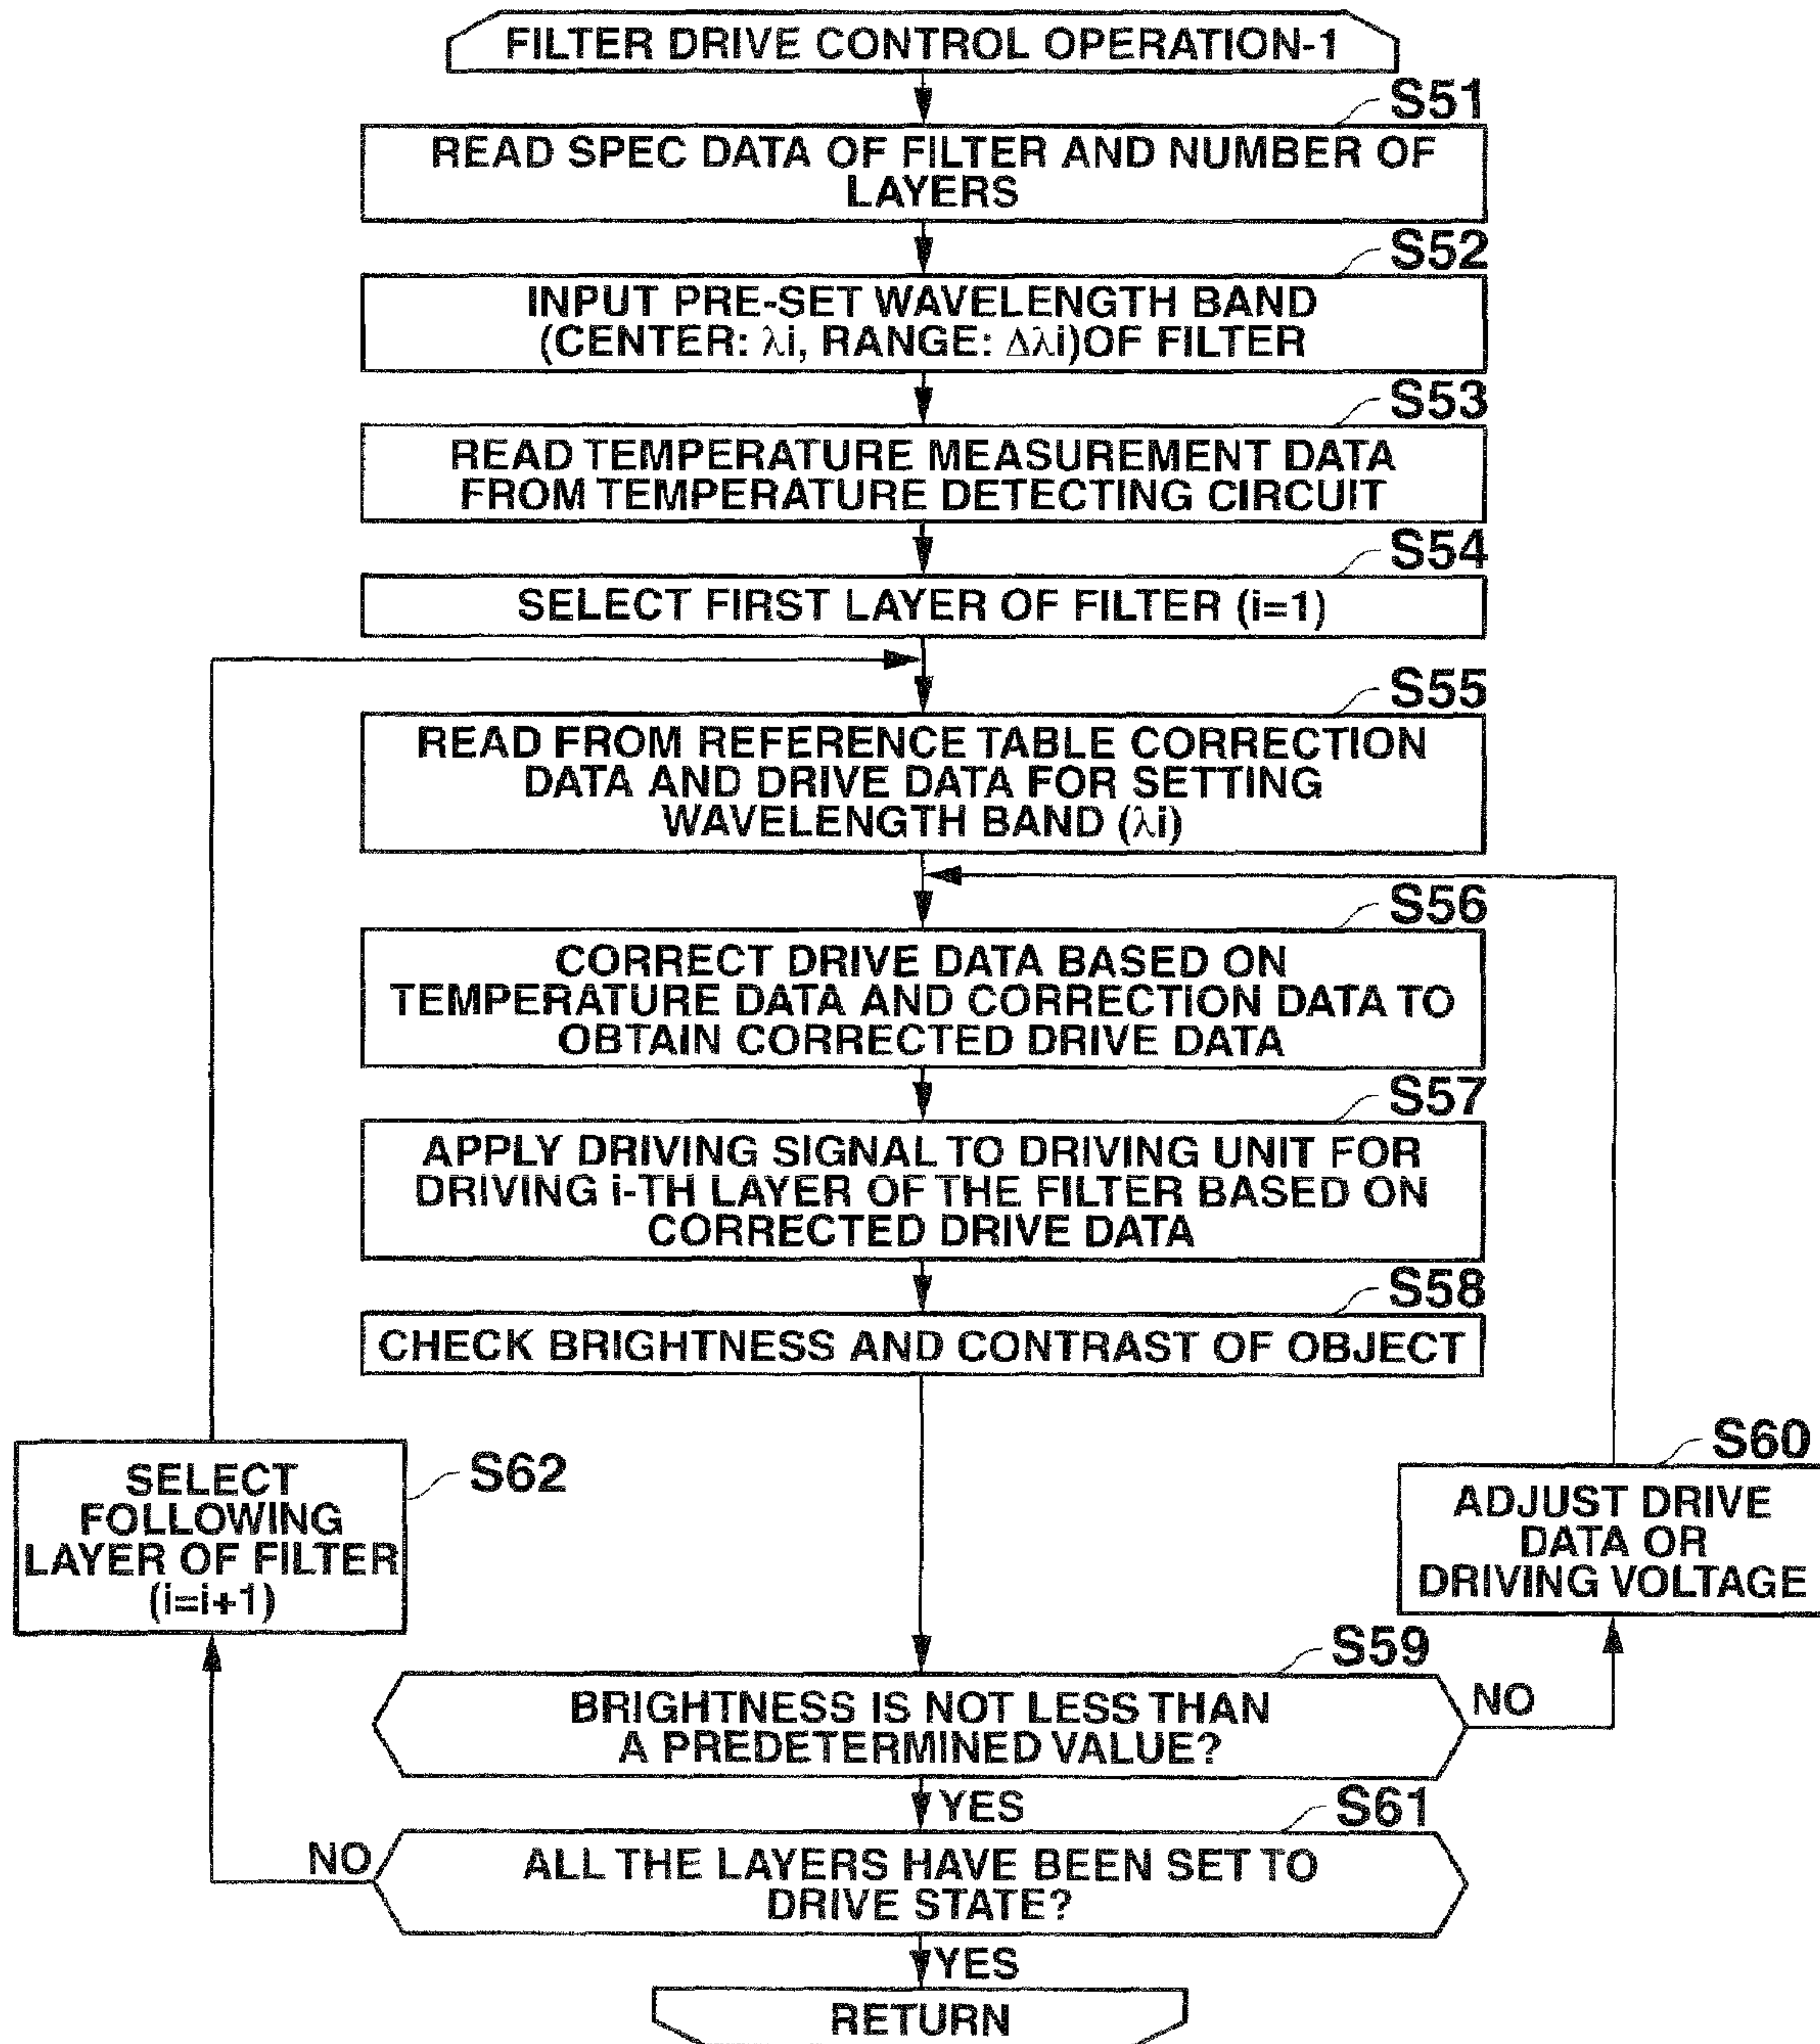 FILTER DRIVE CONTROL OPERATION-1
S51
READ SPEC DATA OF FILTER AND NUMBER OF
LAYERS
S52
INPUT PRE-SET WAVELENGTH BAND
(CENTER: λi, RANGE: Δλi)OF FILTER
S53
READ TEMPERATURE MEASUREMENT DATA
FROM TEMPERATURE DETECTING CIRCUIT
S54
SELECT FIRST LAYER OF FILTER (i=1)
S55
READ FROM REFERENCE TABLE CORRECTION
DATA AND DRIVE DATA FOR SETTING
WAVELENGTH BAND (λi)
S56
CORRECT DRIVE DATA BASED ON
TEMPERATURE DATA AND CORRECTION DATA TO
OBTAIN CORRECTED DRIVE DATA
S57
APPLY DRIVING SIGNAL TO DRIVING UNIT FOR
DRIVING i-TH LAYER OF THE FILTER BASED ON
CORRECTED DRIVE DATA
S58
CHECK BRIGHTNESS AND CONTRAST OF OBJECT
S62
SELECT
FOLLOWING
LAYER OF FILTER
(i=i+1)
S60
ADJUST DRIVE
DATA OR
DRIVING VOLTAGE
S59
BRIGHTNESS IS NOT LESS THAN
A PREDETERMINED VALUE?
NO
YES
S61
NO
ALL THE LAYERS HAVE BEEN SET TO
DRIVE STATE?
YES
RETURN